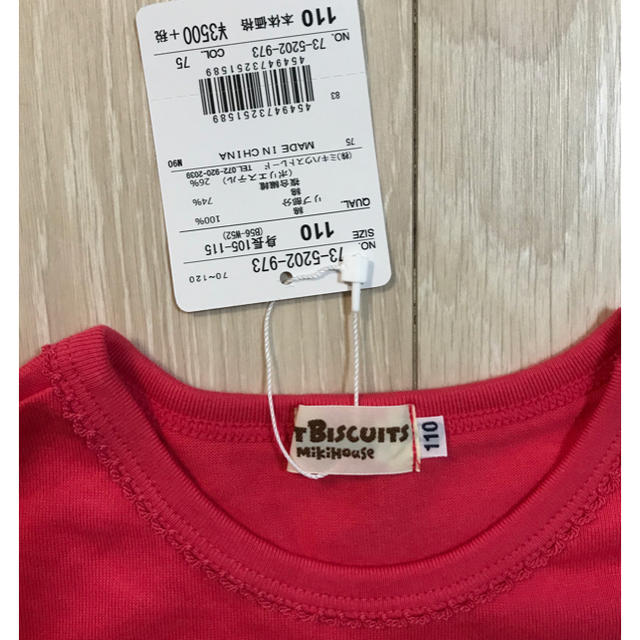 70~120
NO. 73-5202-973
SIZE 110 身長105-115
(B56-W52)
QUAL.
綿 100%
リブ部分
綿 74%
複合繊維
(ポリエステル) 26%
(株)ミキハウストレード TEL.072-920-2039
MADE IN CHINA
75 N90
83
4549473251589
4549473251589
NO. 73-5202-973
COL. 75
110 本体価格
¥3500+税
T BISCUITS
MIKIHOUSE
110